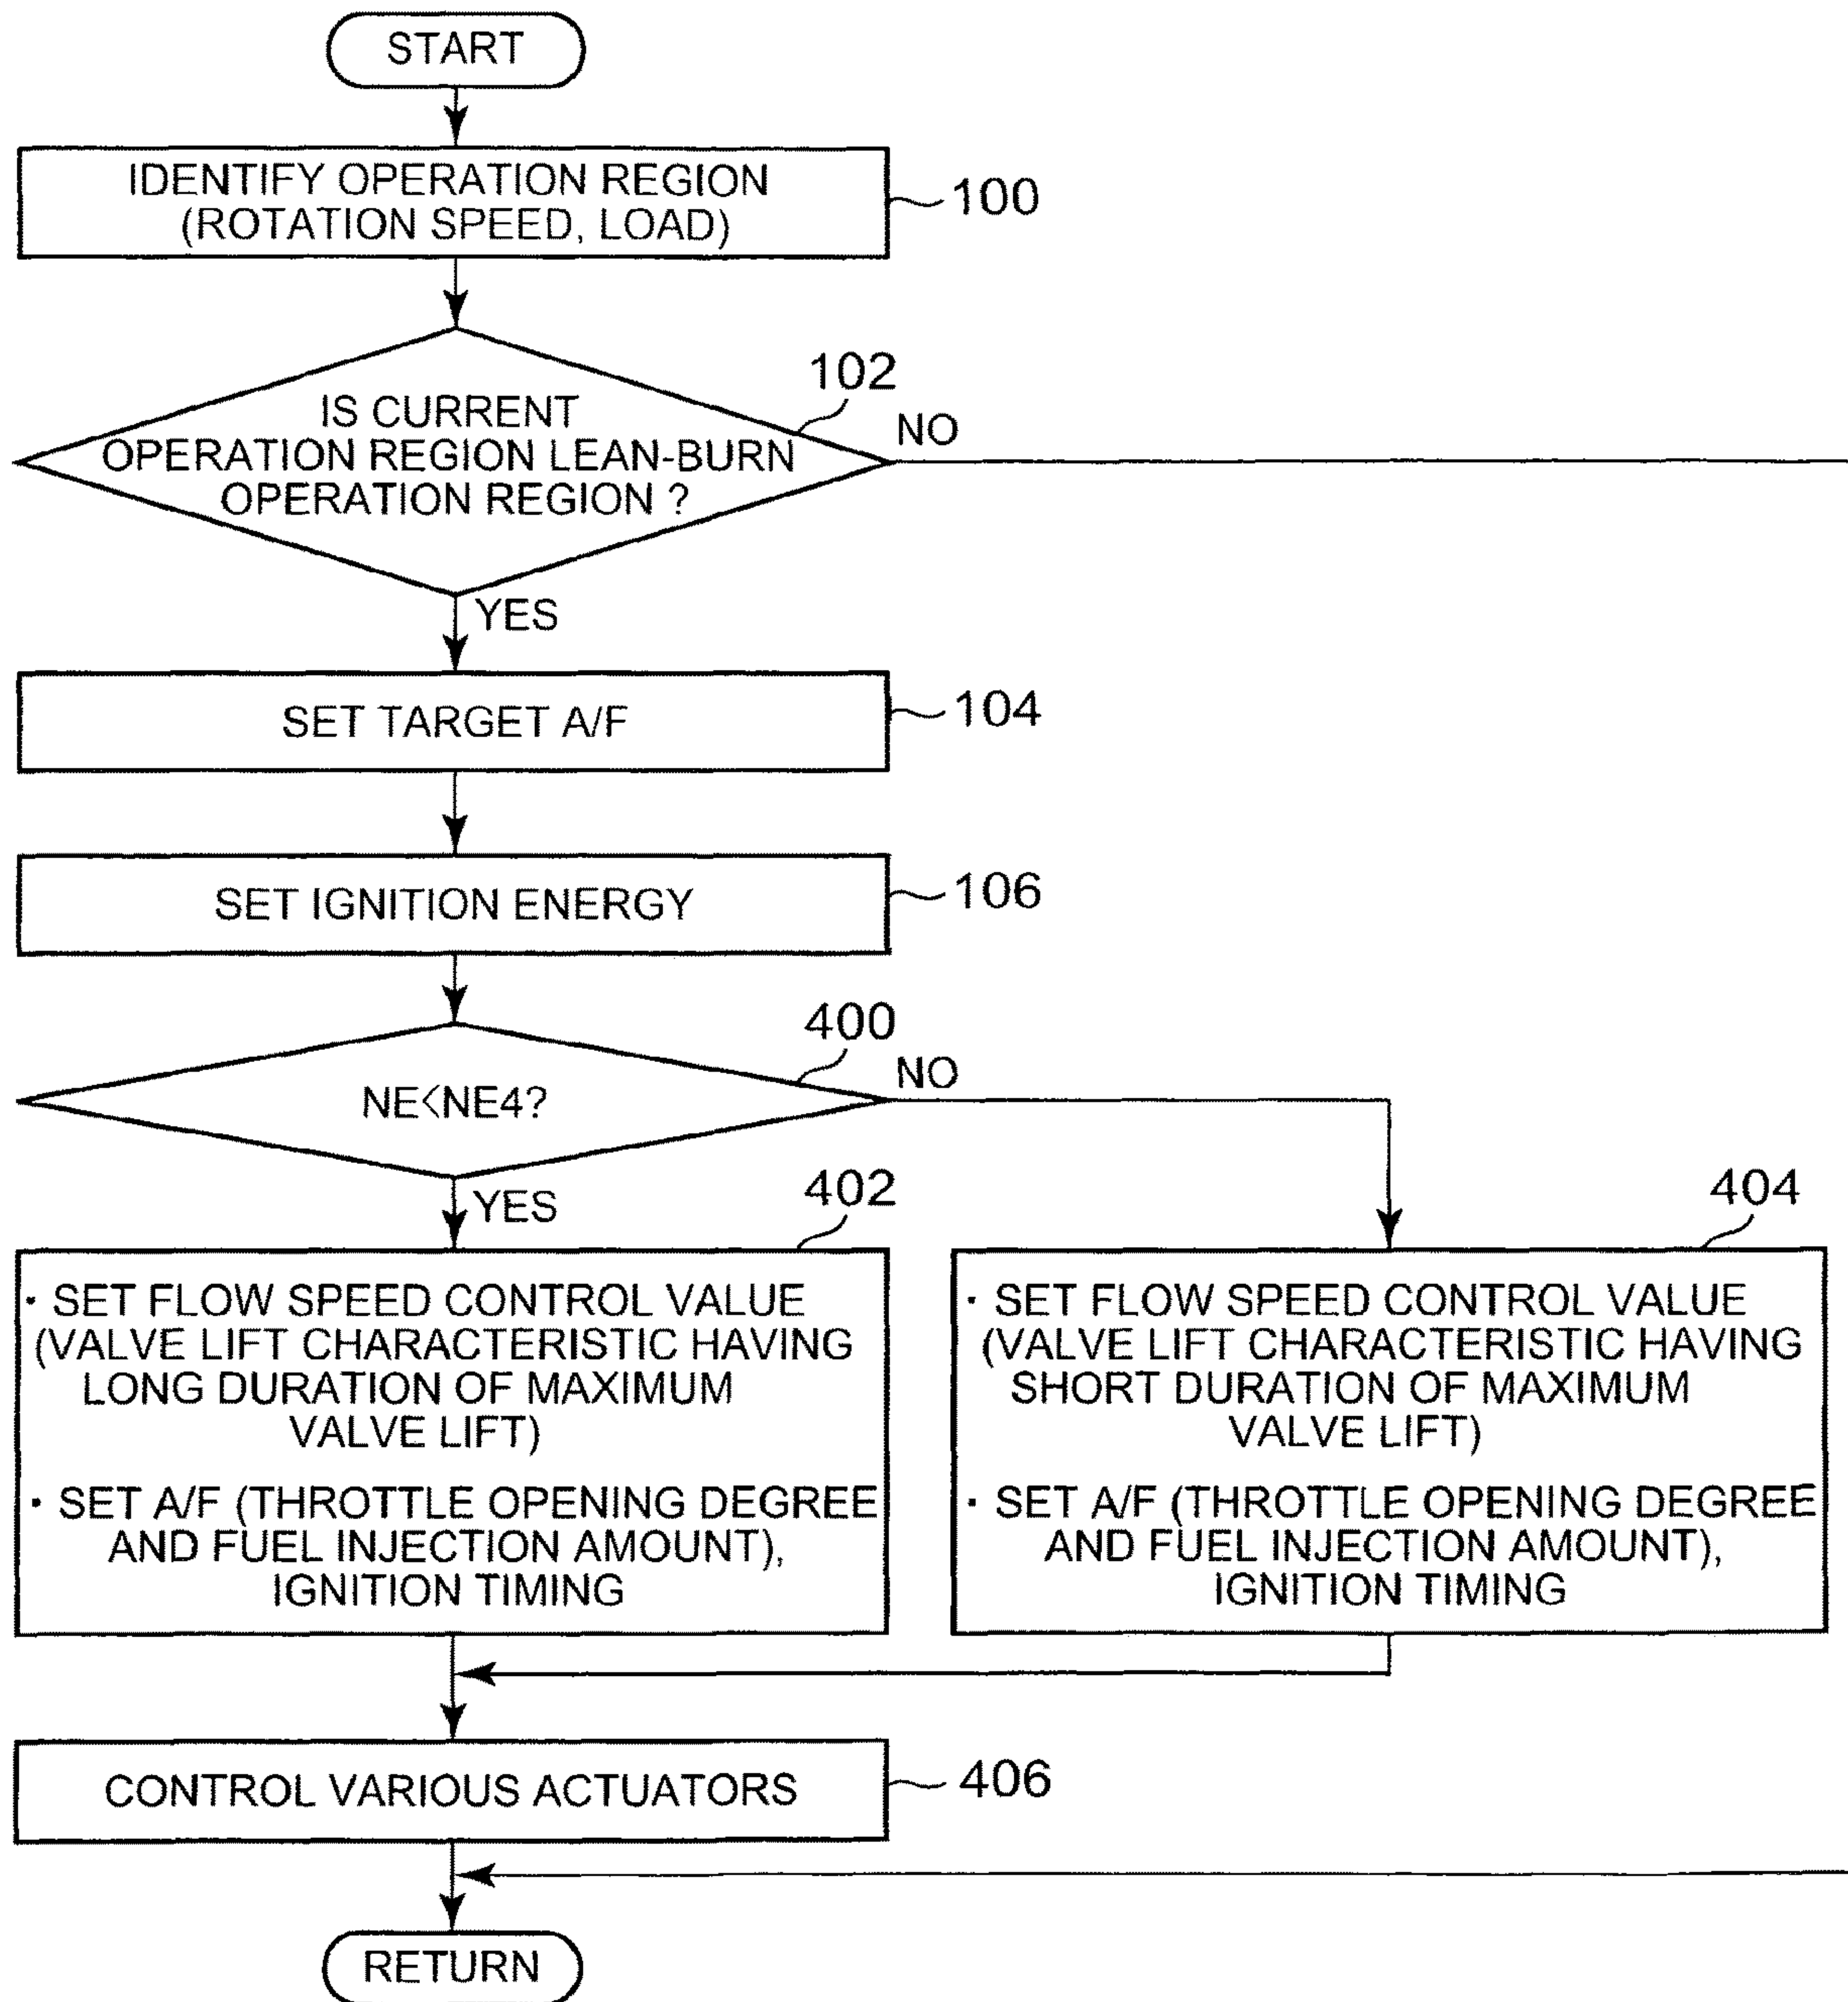 START
IDENTIFY OPERATION REGION
(ROTATION SPEED, LOAD)
100
102
IS CURRENT
OPERATION REGION LEAN-BURN
OPERATION REGION ?
NO
YES
SET TARGET A/F
104
SET IGNITION ENERGY
106
400
NE<NE4?
NO
YES
402
· SET FLOW SPEED CONTROL VALUE
(VALVE LIFT CHARACTERISTIC HAVING
LONG DURATION OF MAXIMUM
VALVE LIFT)
· SET A/F (THROTTLE OPENING DEGREE
AND FUEL INJECTION AMOUNT),
IGNITION TIMING
404
· SET FLOW SPEED CONTROL VALUE
(VALVE LIFT CHARACTERISTIC HAVING
SHORT DURATION OF MAXIMUM
VALVE LIFT)
· SET A/F (THROTTLE OPENING DEGREE
AND FUEL INJECTION AMOUNT),
IGNITION TIMING
CONTROL VARIOUS ACTUATORS
406
RETURN